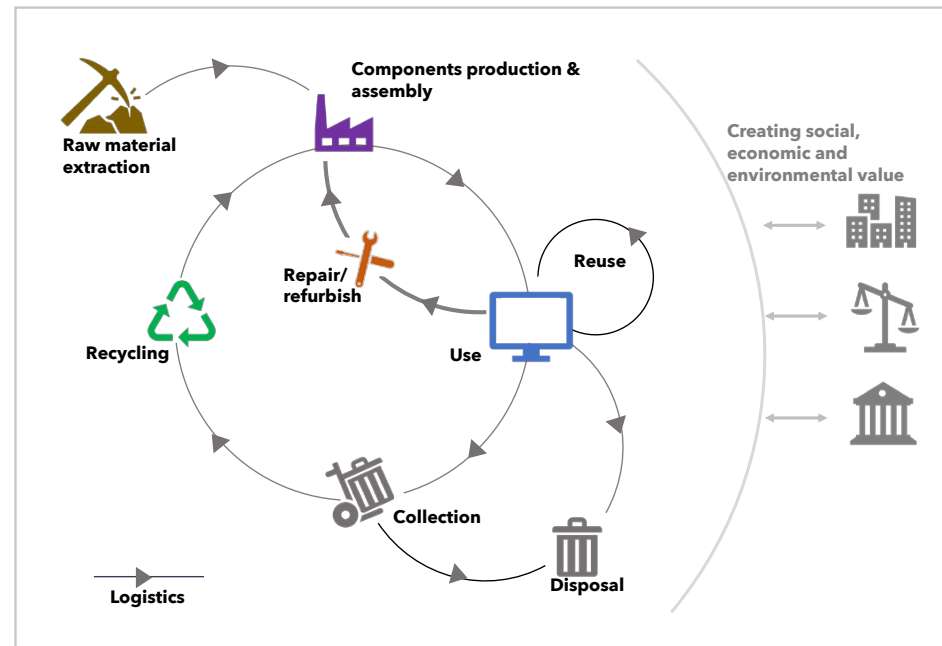 Components production &
assembly
Raw material
extraction
Creating social,
economic and
environmental value
Reuse
Repair/
refurbish
Recycling
Use
Collection
Disposal
Logistics